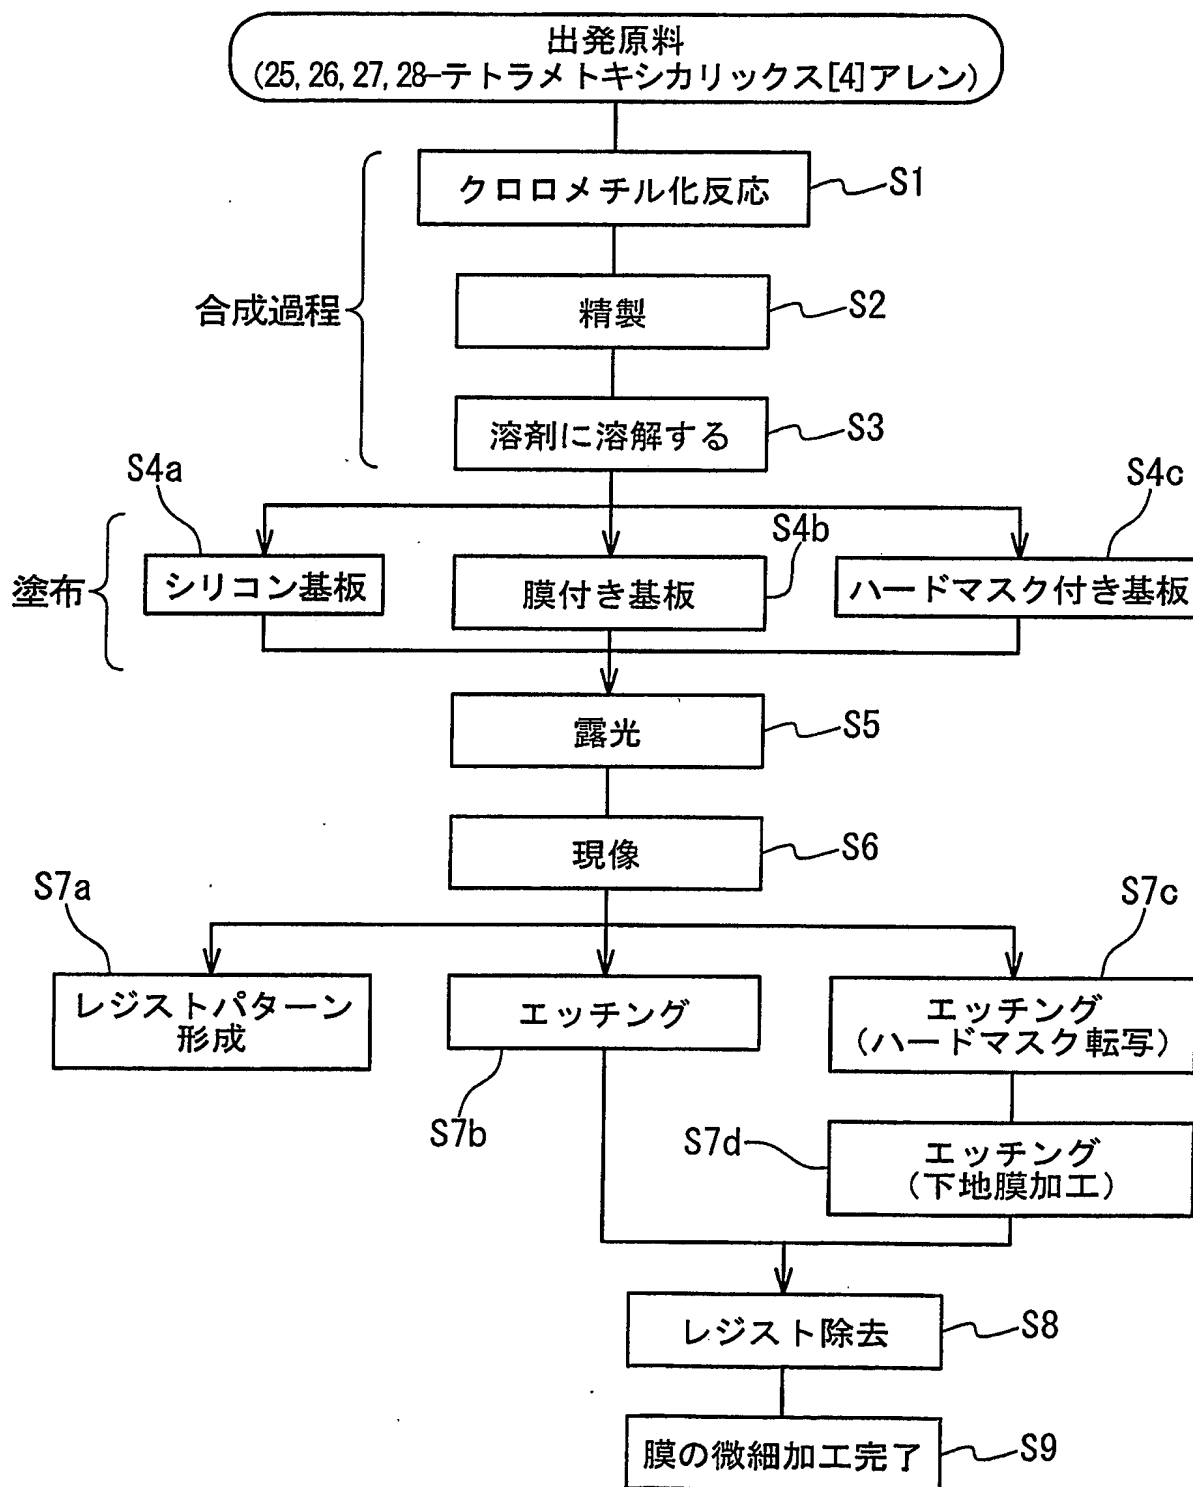 出発原料
(25, 26, 27, 28-テトラメトキシカリックス[4]アレン)
クロロメチル化反応
S1
合成過程
精製
S2
溶剤に溶解する
S3
S4a
S4b
S4c
塗布
シリコン基板
膜付き基板
ハードマスク付き基板
露光
S5
現像
S6
S7a
S7c
レジストパターン
形成
エッチング
エッチング
(ハードマスク転写)
S7b
S7d
エッチング
(下地膜加工)
レジスト除去
S8
膜の微細加工完了
S9